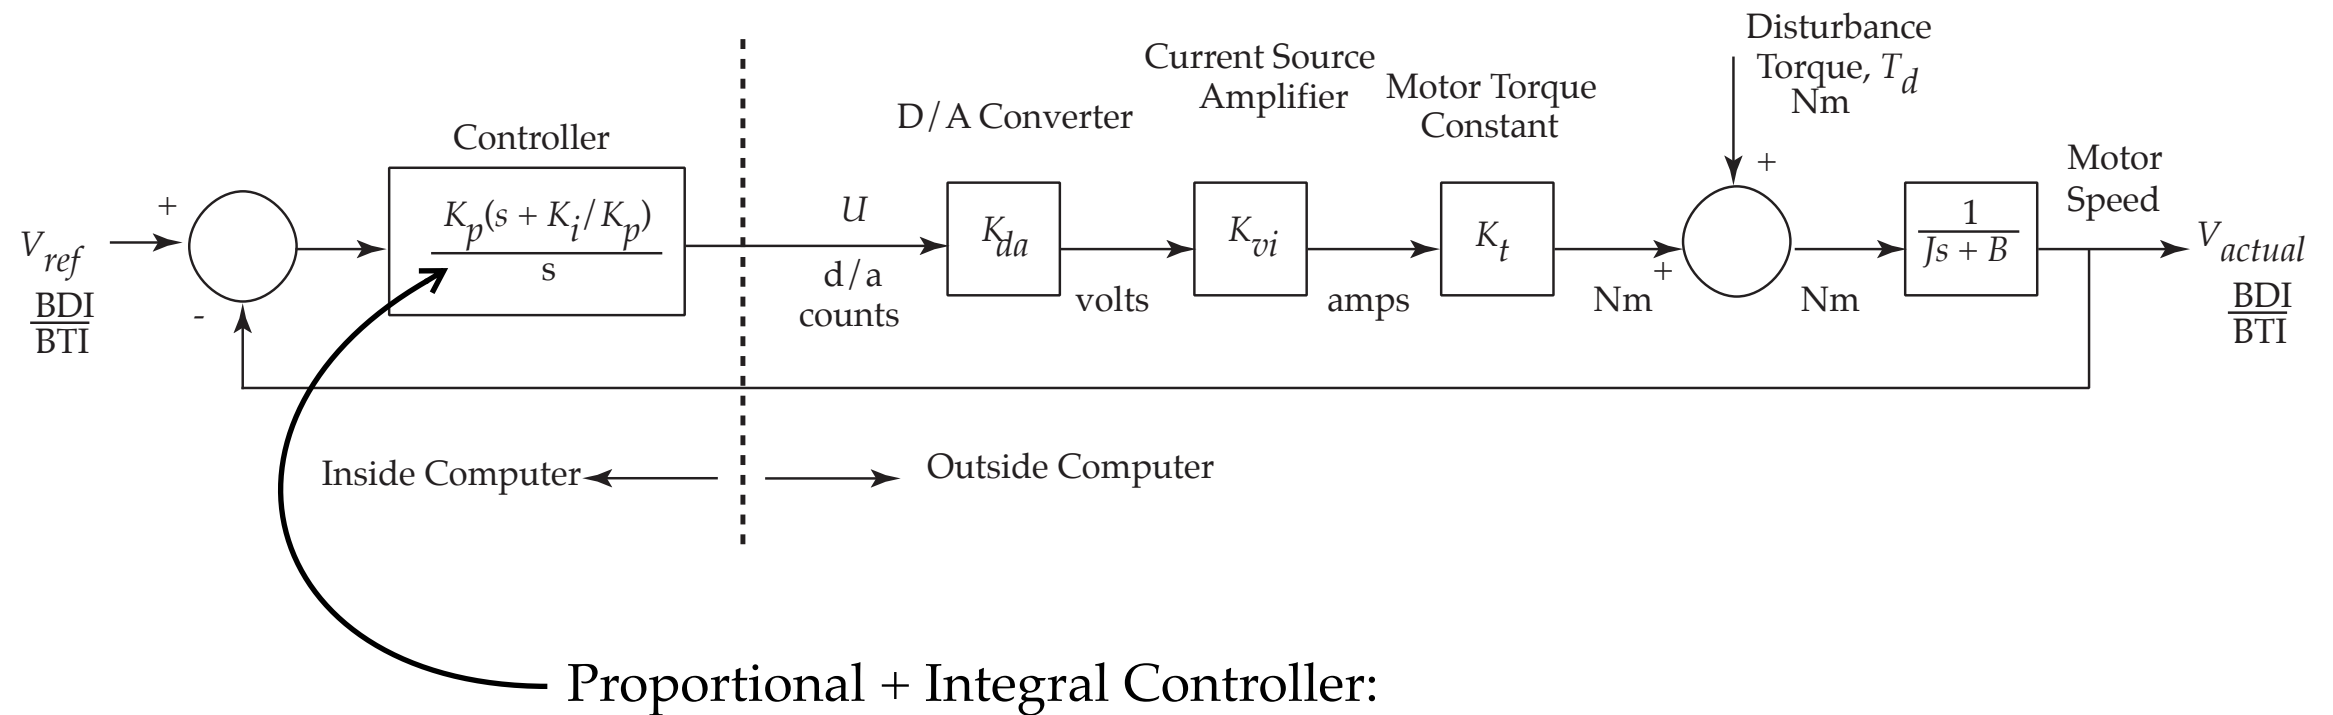 Disturbance
Torque, T_d
Nm
Current Source
Amplifier
Motor Torque
Constant
D/A Converter
Controller
Motor
Speed
+
V_ref
BDI
BTI
-
K_p(s + K_i/K_p)
s
U
d/a
counts
K_da
volts
K_vi
amps
K_t
Nm
+
+
Nm
1
Js + B
V_actual
BDI
BTI
Inside Computer
Outside Computer
Proportional + Integral Controller: